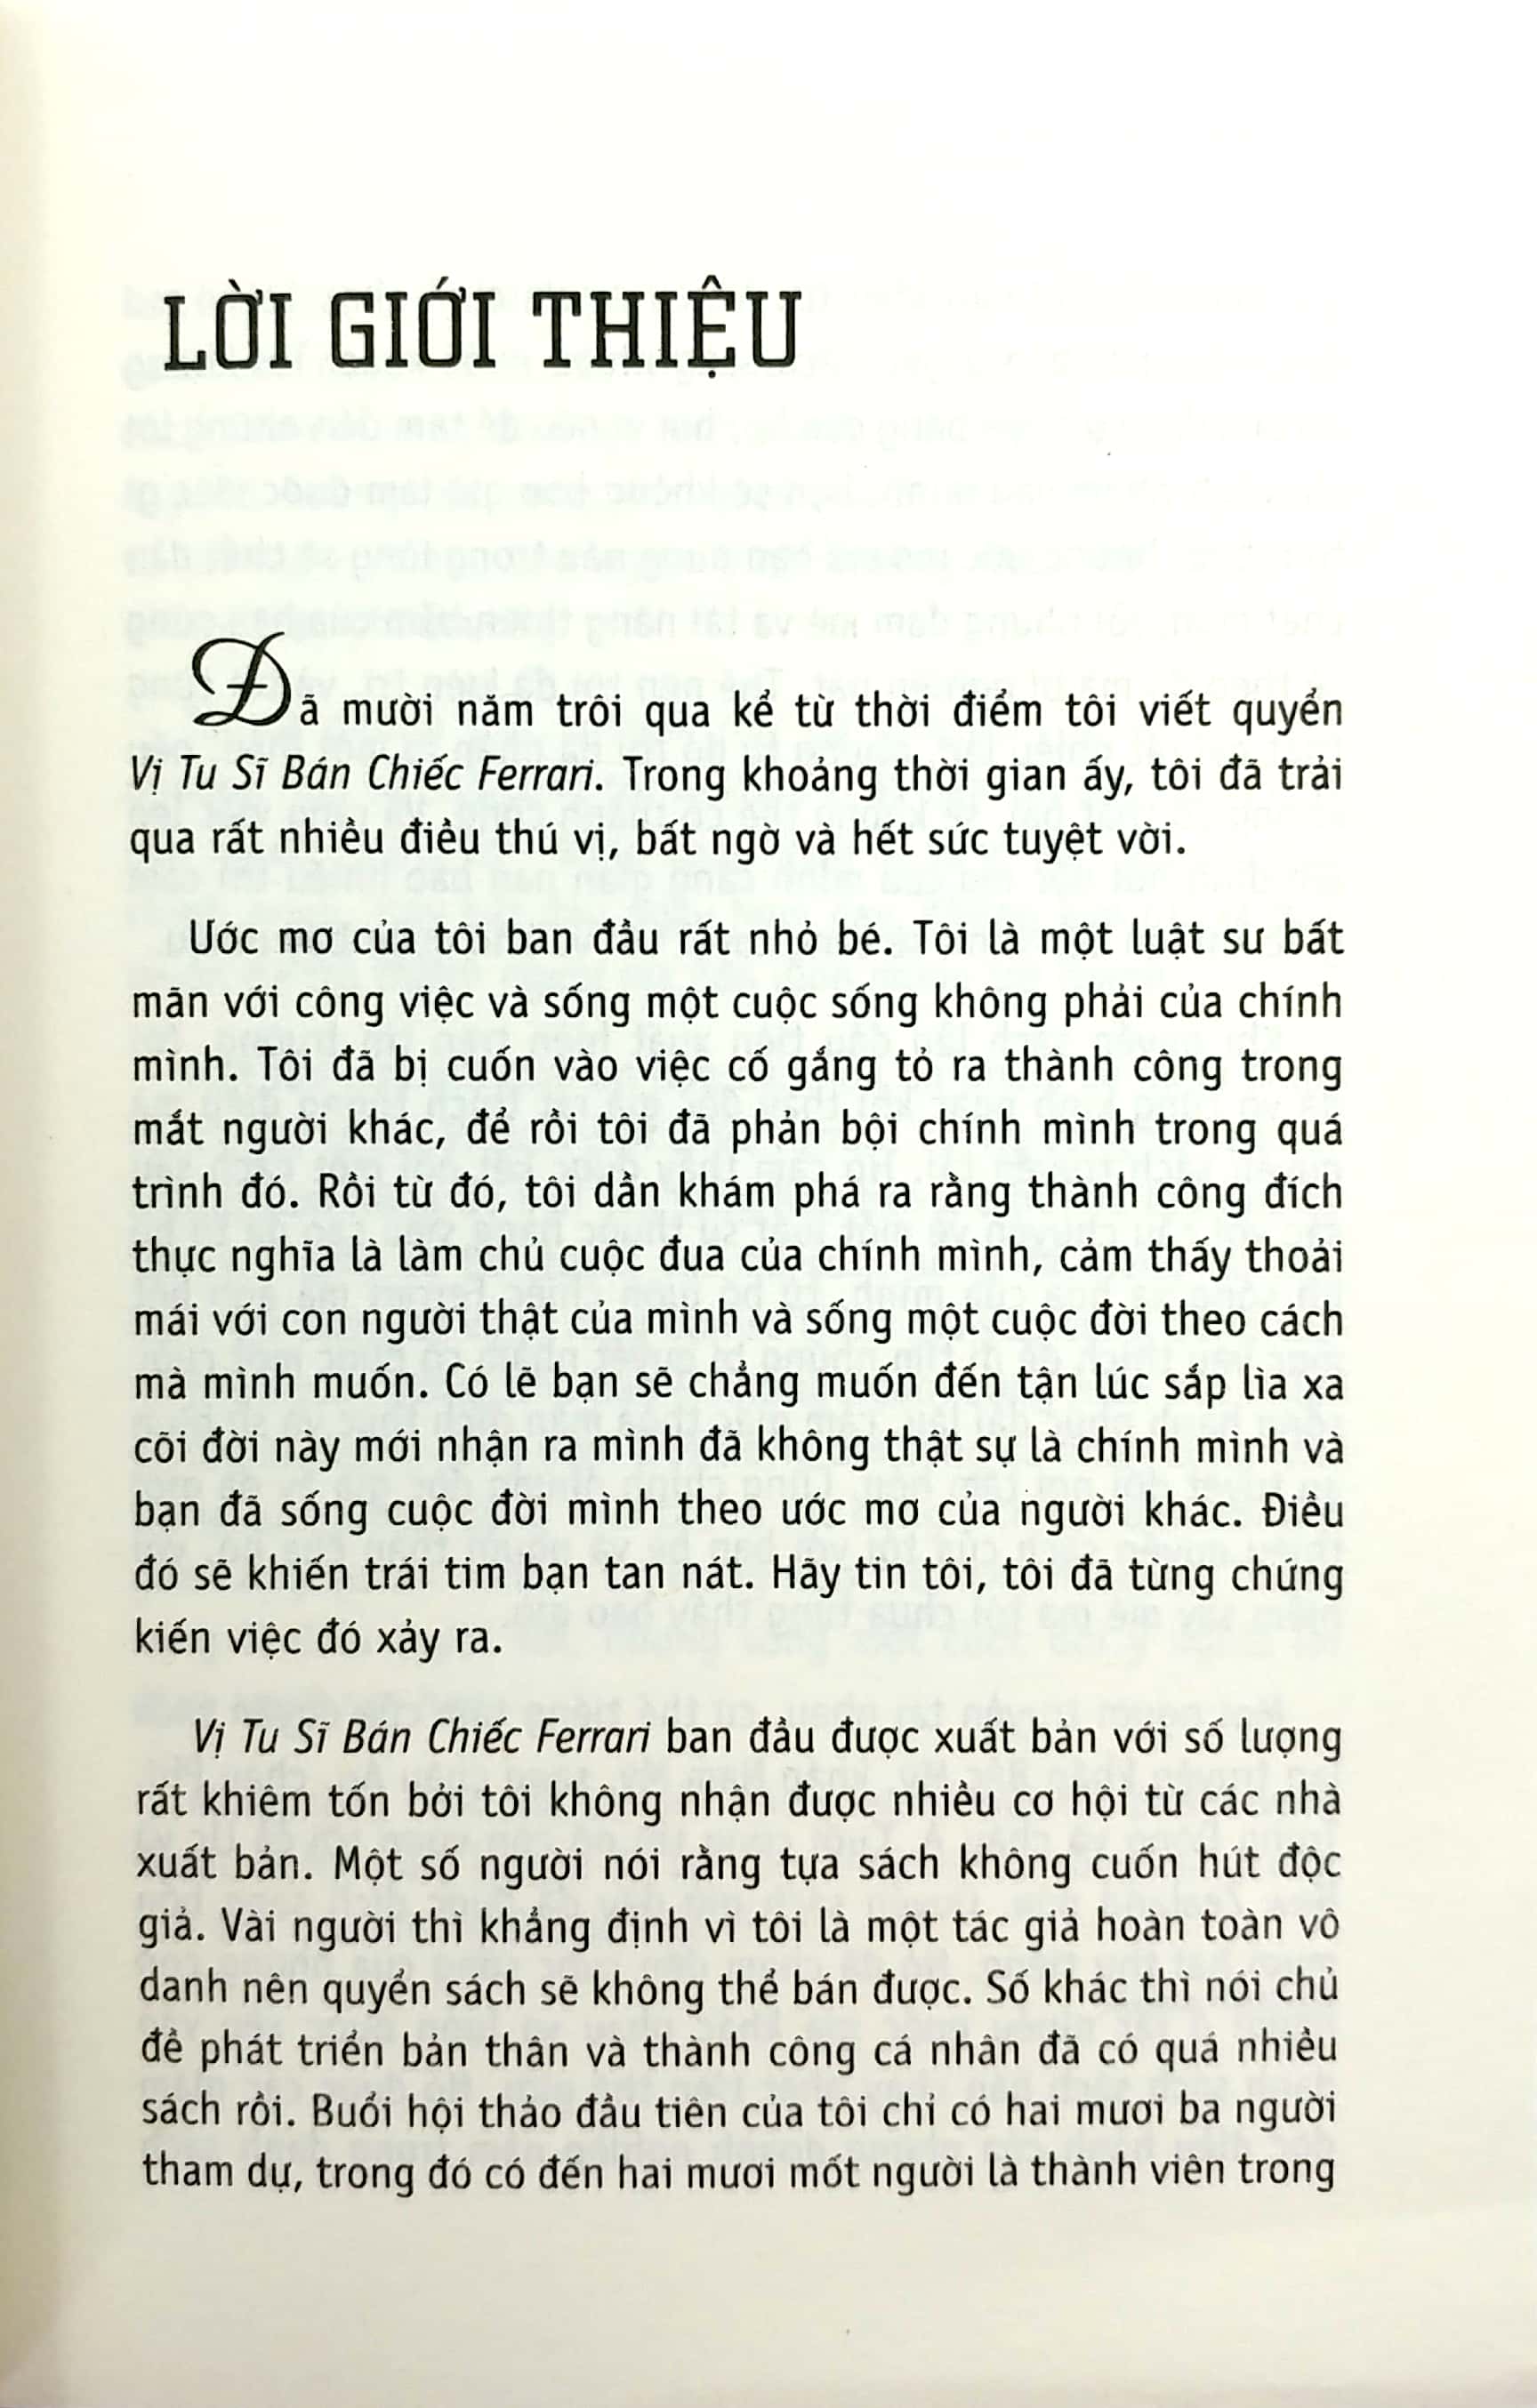 LỜI GIỚI THIỆU
Đã mười năm trôi qua kể từ thời điểm tôi viết quyển
Vị Tu Sĩ Bán Chiếc Ferrari. Trong khoảng thời gian ấy, tôi đã trải
qua rất nhiều điều thú vị, bất ngờ và hết sức tuyệt vời.
Ước mơ của tôi ban đầu rất nhỏ bé. Tôi là một luật sư bất
mãn với công việc và sống một cuộc sống không phải của chính
mình. Tôi đã bị cuốn vào việc cố gắng tỏ ra thành công trong
mắt người khác, để rồi tôi đã phản bội chính mình trong quá
trình đó. Rồi từ đó, tôi dần khám phá ra rằng thành công đích
thực nghĩa là làm chủ cuộc đua của chính mình, cảm thấy thoải
mái với con người thật của mình và sống một cuộc đời theo cách
mà mình muốn. Có lẽ bạn sẽ chẳng muốn đến tận lúc sắp lìa xa
cõi đời này mới nhận ra mình đã không thật sự là chính mình và
bạn đã sống cuộc đời mình theo ước mơ của người khác. Điều
đó sẽ khiến trái tim bạn tan nát. Hãy tin tôi, tôi đã từng chứng
kiến việc đó xảy ra.
Vị Tu Sĩ Bán Chiếc Ferrari ban đầu được xuất bản với số lượng
rất khiêm tốn bởi tôi không nhận được nhiều cơ hội từ các nhà
xuất bản. Một số người nói rằng tựa sách không cuốn hút độc
giả. Vài người thì khẳng định vì tôi là một tác giả hoàn toàn vô
danh nên quyển sách sẽ không thể bán được. Số khác thì nói chủ
đề phát triển bản thân và thành công cá nhân đã có quá nhiều
sách rồi. Buổi hội thảo đầu tiên của tôi chỉ có hai mươi ba người
tham dự, trong đó có đến hai mươi mốt người là thành viên trong